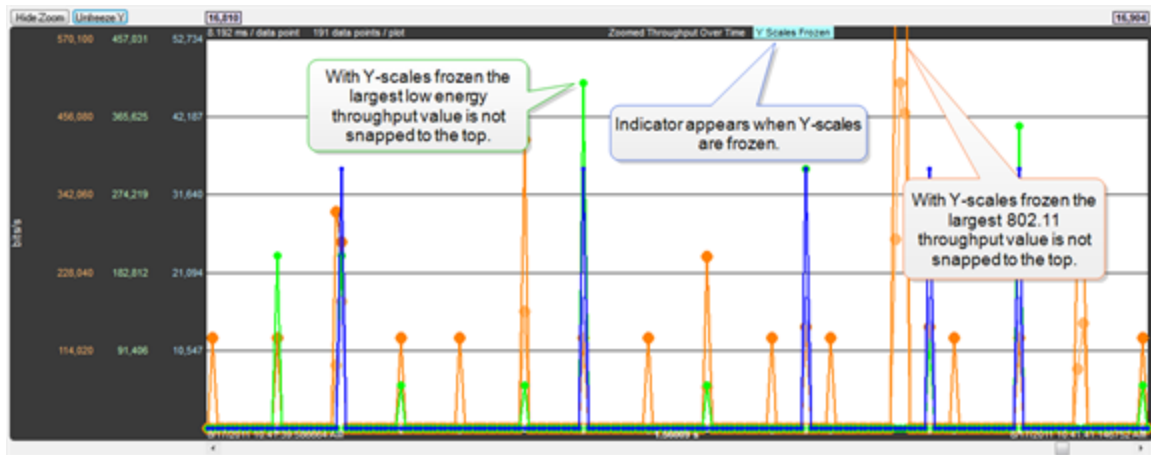 Hide Zoom Unfreeze Y 16,810 16,904
8.192 ms / data point 191 data points / plot Zoomed Throughput Over Time Y Scales Frozen
570,100 457,031 52,734
456,080 365,625 42,187
342,060 274,219 31,640
228,040 182,812 21,094
114,020 91,406 10,547
bits/s
With Y-scales frozen the
largest low energy
throughput value is not
snapped to the top.
Indicator appears when Y-scales
are frozen.
With Y-scales frozen the
largest 802.11
throughput value is not
snapped to the top.